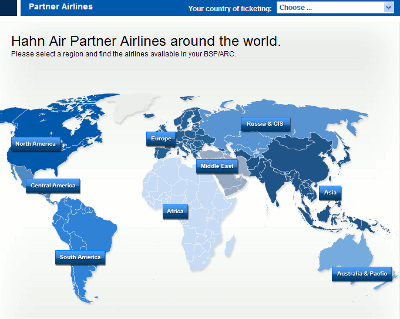 Partner Airlines
Your country of ticketing: Choose ...
Hahn Air Partner Airlines around the world.
Please select a region and find the airlines available in your BSP/ARC.
Russia & CIS
Europe
North America
Middle East
Central America
Asia
Africa
South America
Australia & Pacific